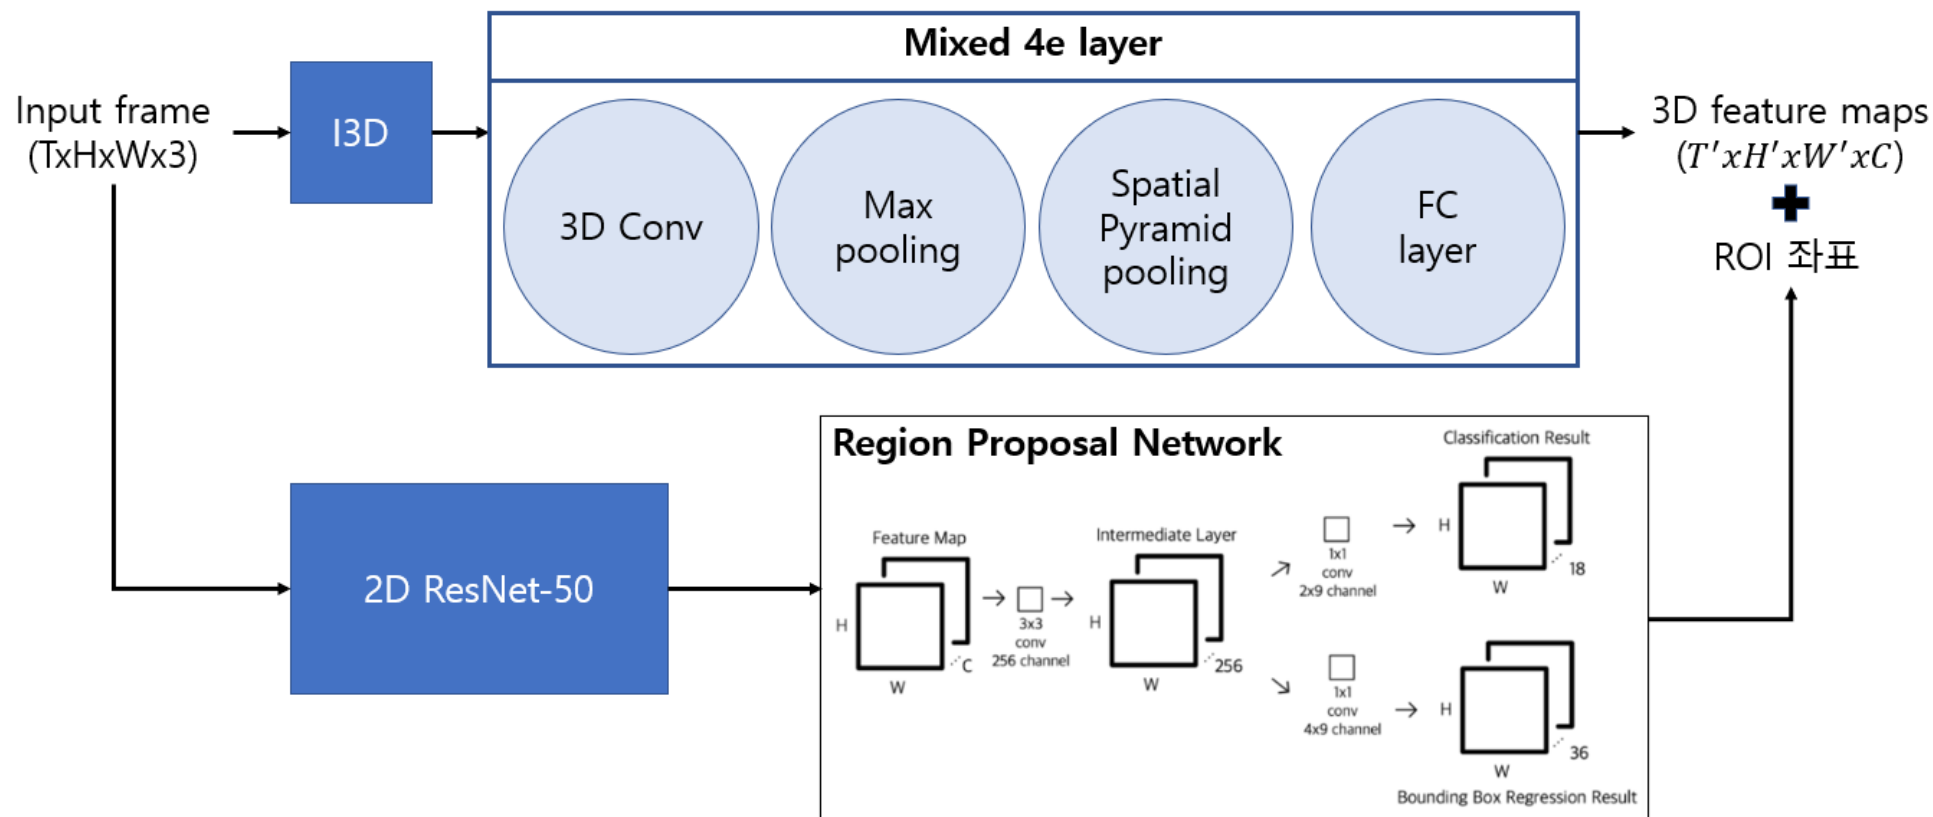 Mixed 4e layer
Input frame
(TxHxWx3)
I3D
3D Conv
Max
pooling
Spatial
Pyramid
pooling
FC
layer
3D feature maps
(T′xH′xW′xC)
ROI 좌표
2D ResNet-50
Region Proposal Network
Feature Map
H
W
C
3x3
conv
256 channel
Intermediate Layer
H
W
256
1x1
conv
2x9 channel
Classification Result
H
W
18
1x1
conv
4x9 channel
H
W
36
Bounding Box Regression Result